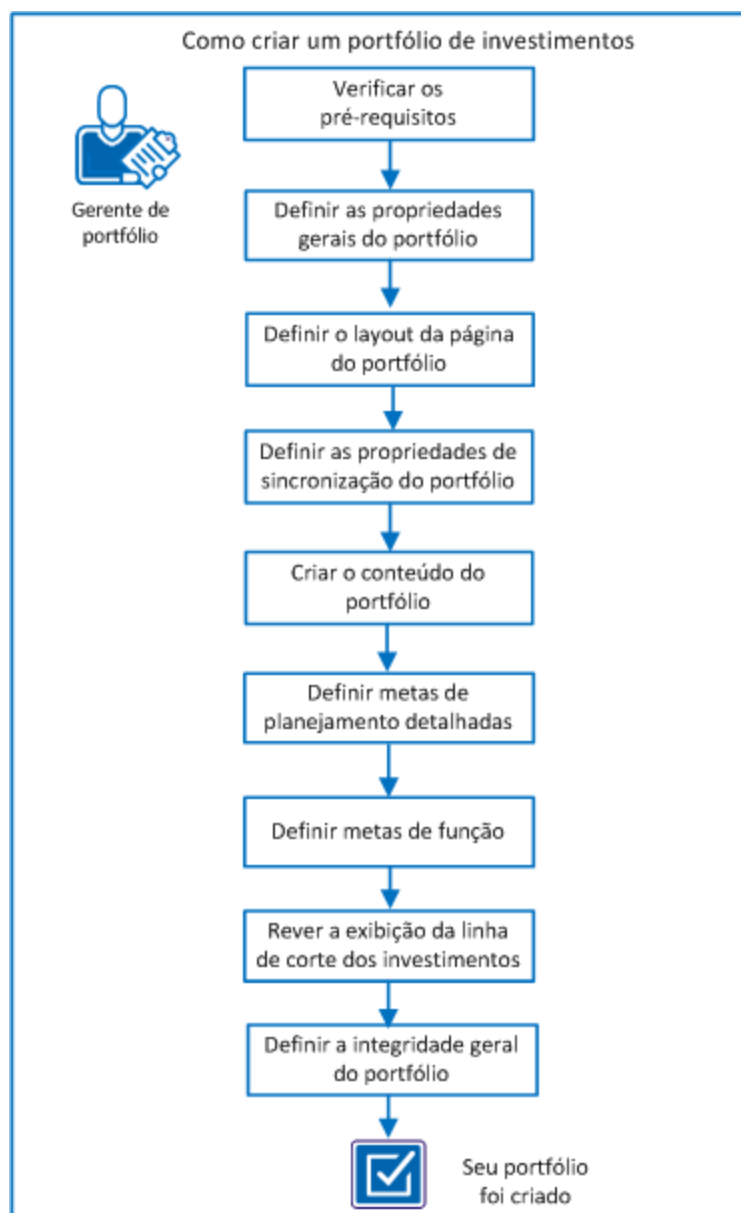 Como criar um portfólio de investimentos
Verificar os
pré-requisitos
Gerente de
portfólio
Definir as propriedades
gerais do portfólio
Definir o layout da página
do portfólio
Definir as propriedades de
sincronização do portfólio
Criar o conteúdo do
portfólio
Definir metas de
planejamento detalhadas
Definir metas de função
Rever a exibição da linha
de corte dos investimentos
Definir a integridade geral
do portfólio
Seu portfólio
foi criado